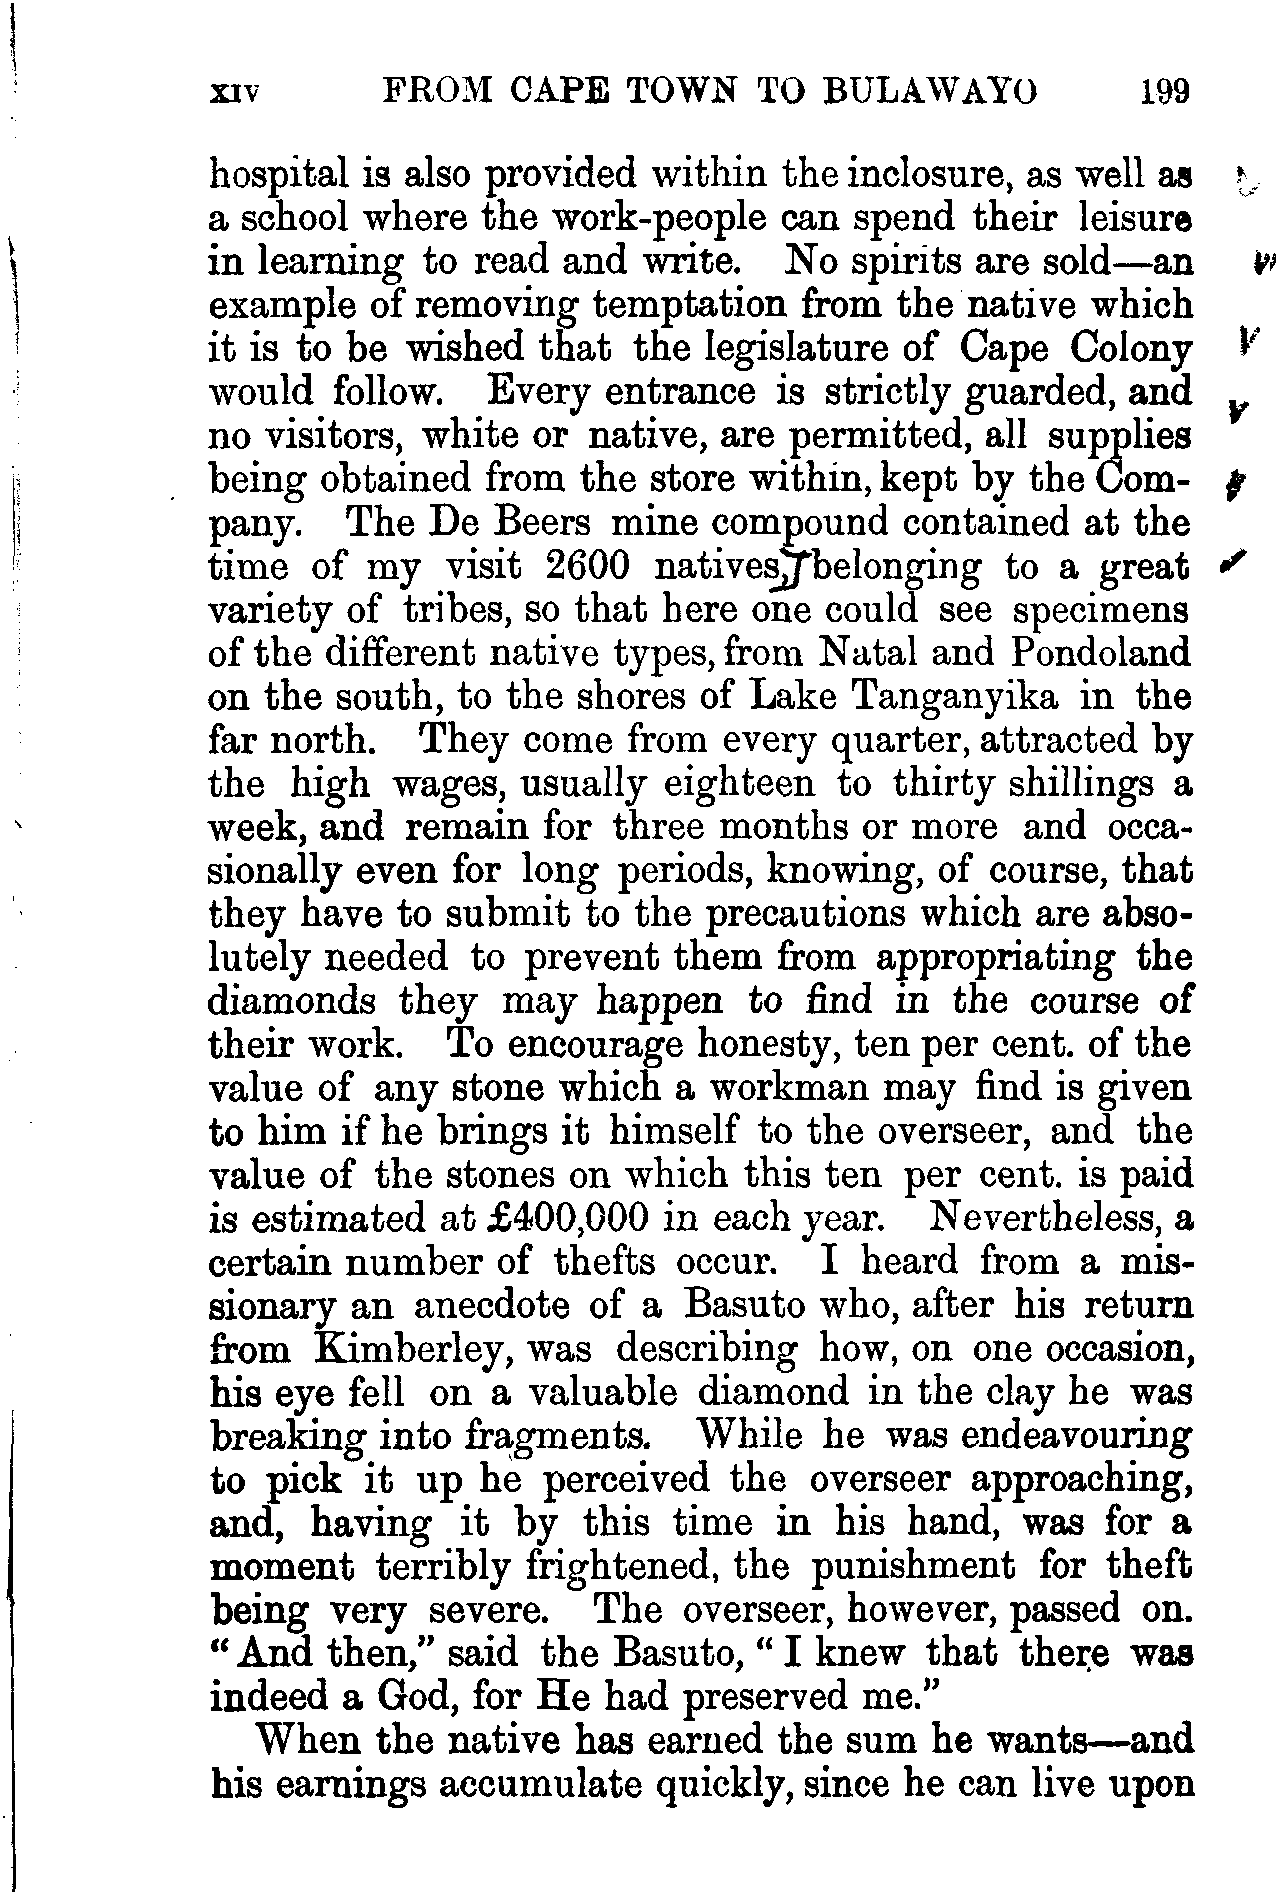 XIV FROM CAPE TOWN TO BULAWAYO 199
hospital is also provided within the inclosure, as well as
a school where the work-people can spend their leisure
in learning to read and write. No spirits are sold—an
example of removing temptation from the native which
it is to be wished that the legislature of Cape Colony
would follow. Every entrance is strictly guarded, and
no visitors, white or native, are permitted, all supplies
being obtained from the store within, kept by the Com-
pany. The De Beers mine compound contained at the
time of my visit 2600 natives, belonging to a great
variety of tribes, so that here one could see specimens
of the different native types, from Natal and Pondoland
on the south, to the shores of Lake Tanganyika in the
far north. They come from every quarter, attracted by
the high wages, usually eighteen to thirty shillings a
week, and remain for three months or more and occa-
sionally even for long periods, knowing, of course, that
they have to submit to the precautions which are abso-
lutely needed to prevent them from appropriating the
diamonds they may happen to find in the course of
their work. To encourage honesty, ten per cent. of the
value of any stone which a workman may find is given
to him if he brings it himself to the overseer, and the
value of the stones on which this ten per cent. is paid
is estimated at £400,000 in each year. Nevertheless, a
certain number of thefts occur. I heard from a mis-
sionary an anecdote of a Basuto who, after his return
from Kimberley, was describing how, on one occasion,
his eye fell on a valuable diamond in the clay he was
breaking into fragments. While he was endeavouring
to pick it up he perceived the overseer approaching,
and, having it by this time in his hand, was for a
moment terribly frightened, the punishment for theft
being very severe. The overseer, however, passed on.
“And then,” said the Basuto, “I knew that there was
indeed a God, for He had preserved me.”
When the native has earned the sum he wants—and
his earnings accumulate quickly, since he can live upon